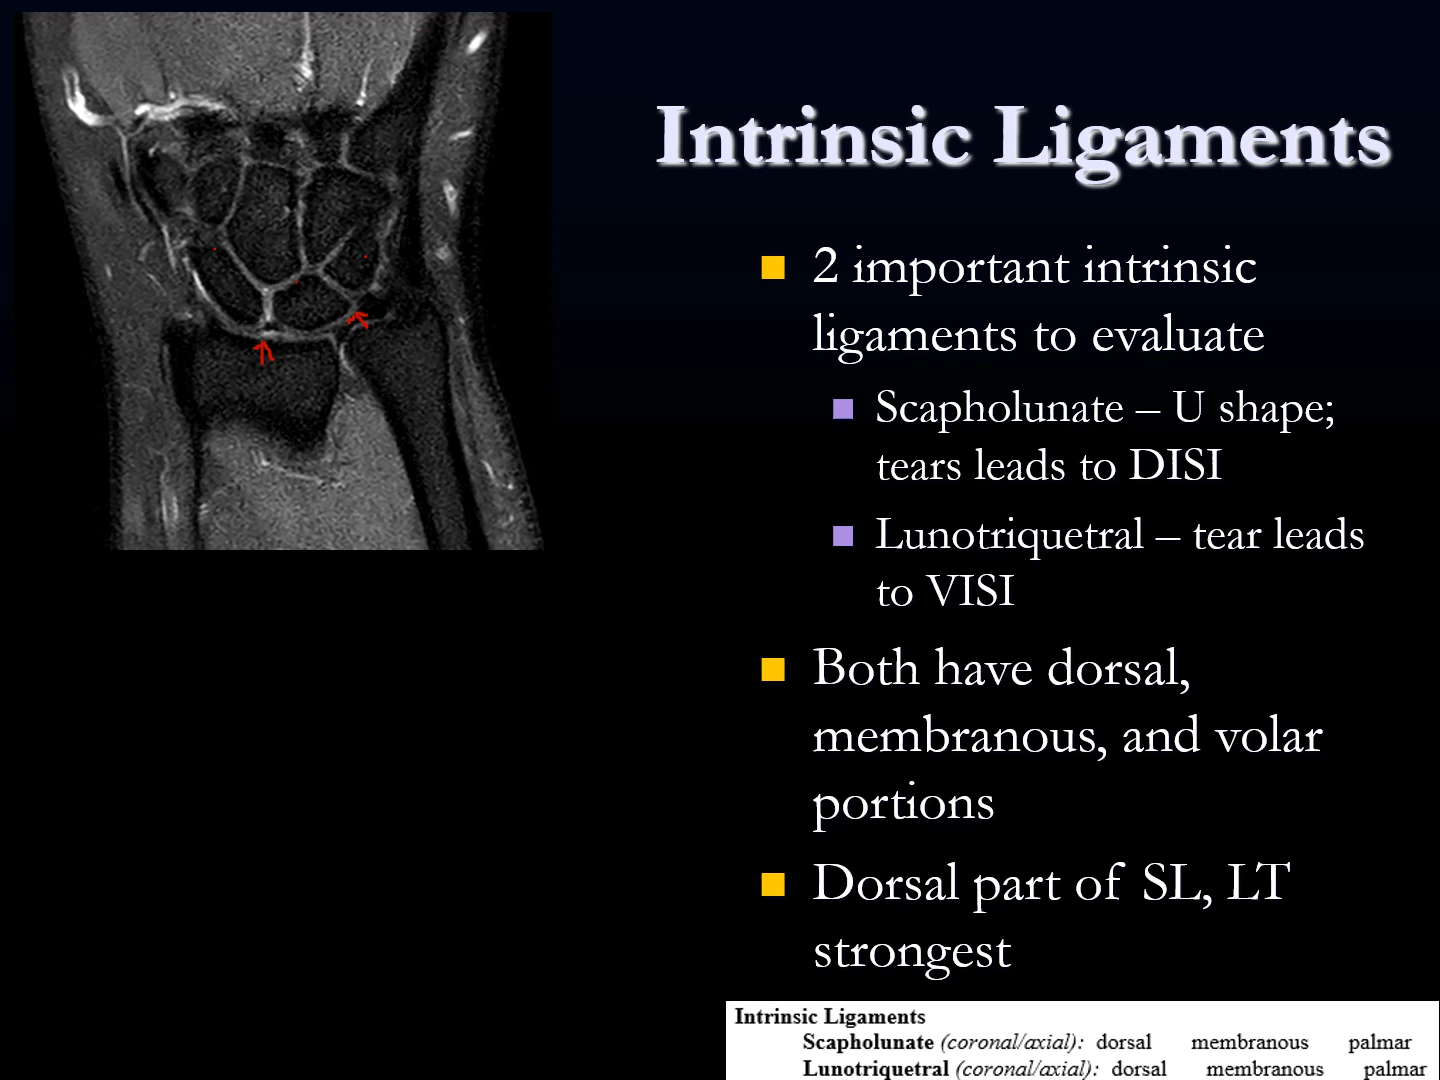 Intrinsic Ligaments
2 important intrinsic
ligaments to evaluate
Scapholunate – U shape;
tears leads to DISI
Lunotriquetral – tear leads
to VISI
Both have dorsal,
membranous, and volar
portions
Dorsal part of SL, LT
strongest
Intrinsic Ligaments
Scapholunate (coronal/axial): dorsal membranous palmar
Lunotriquetral (coronal/axial): dorsal membranous palmar